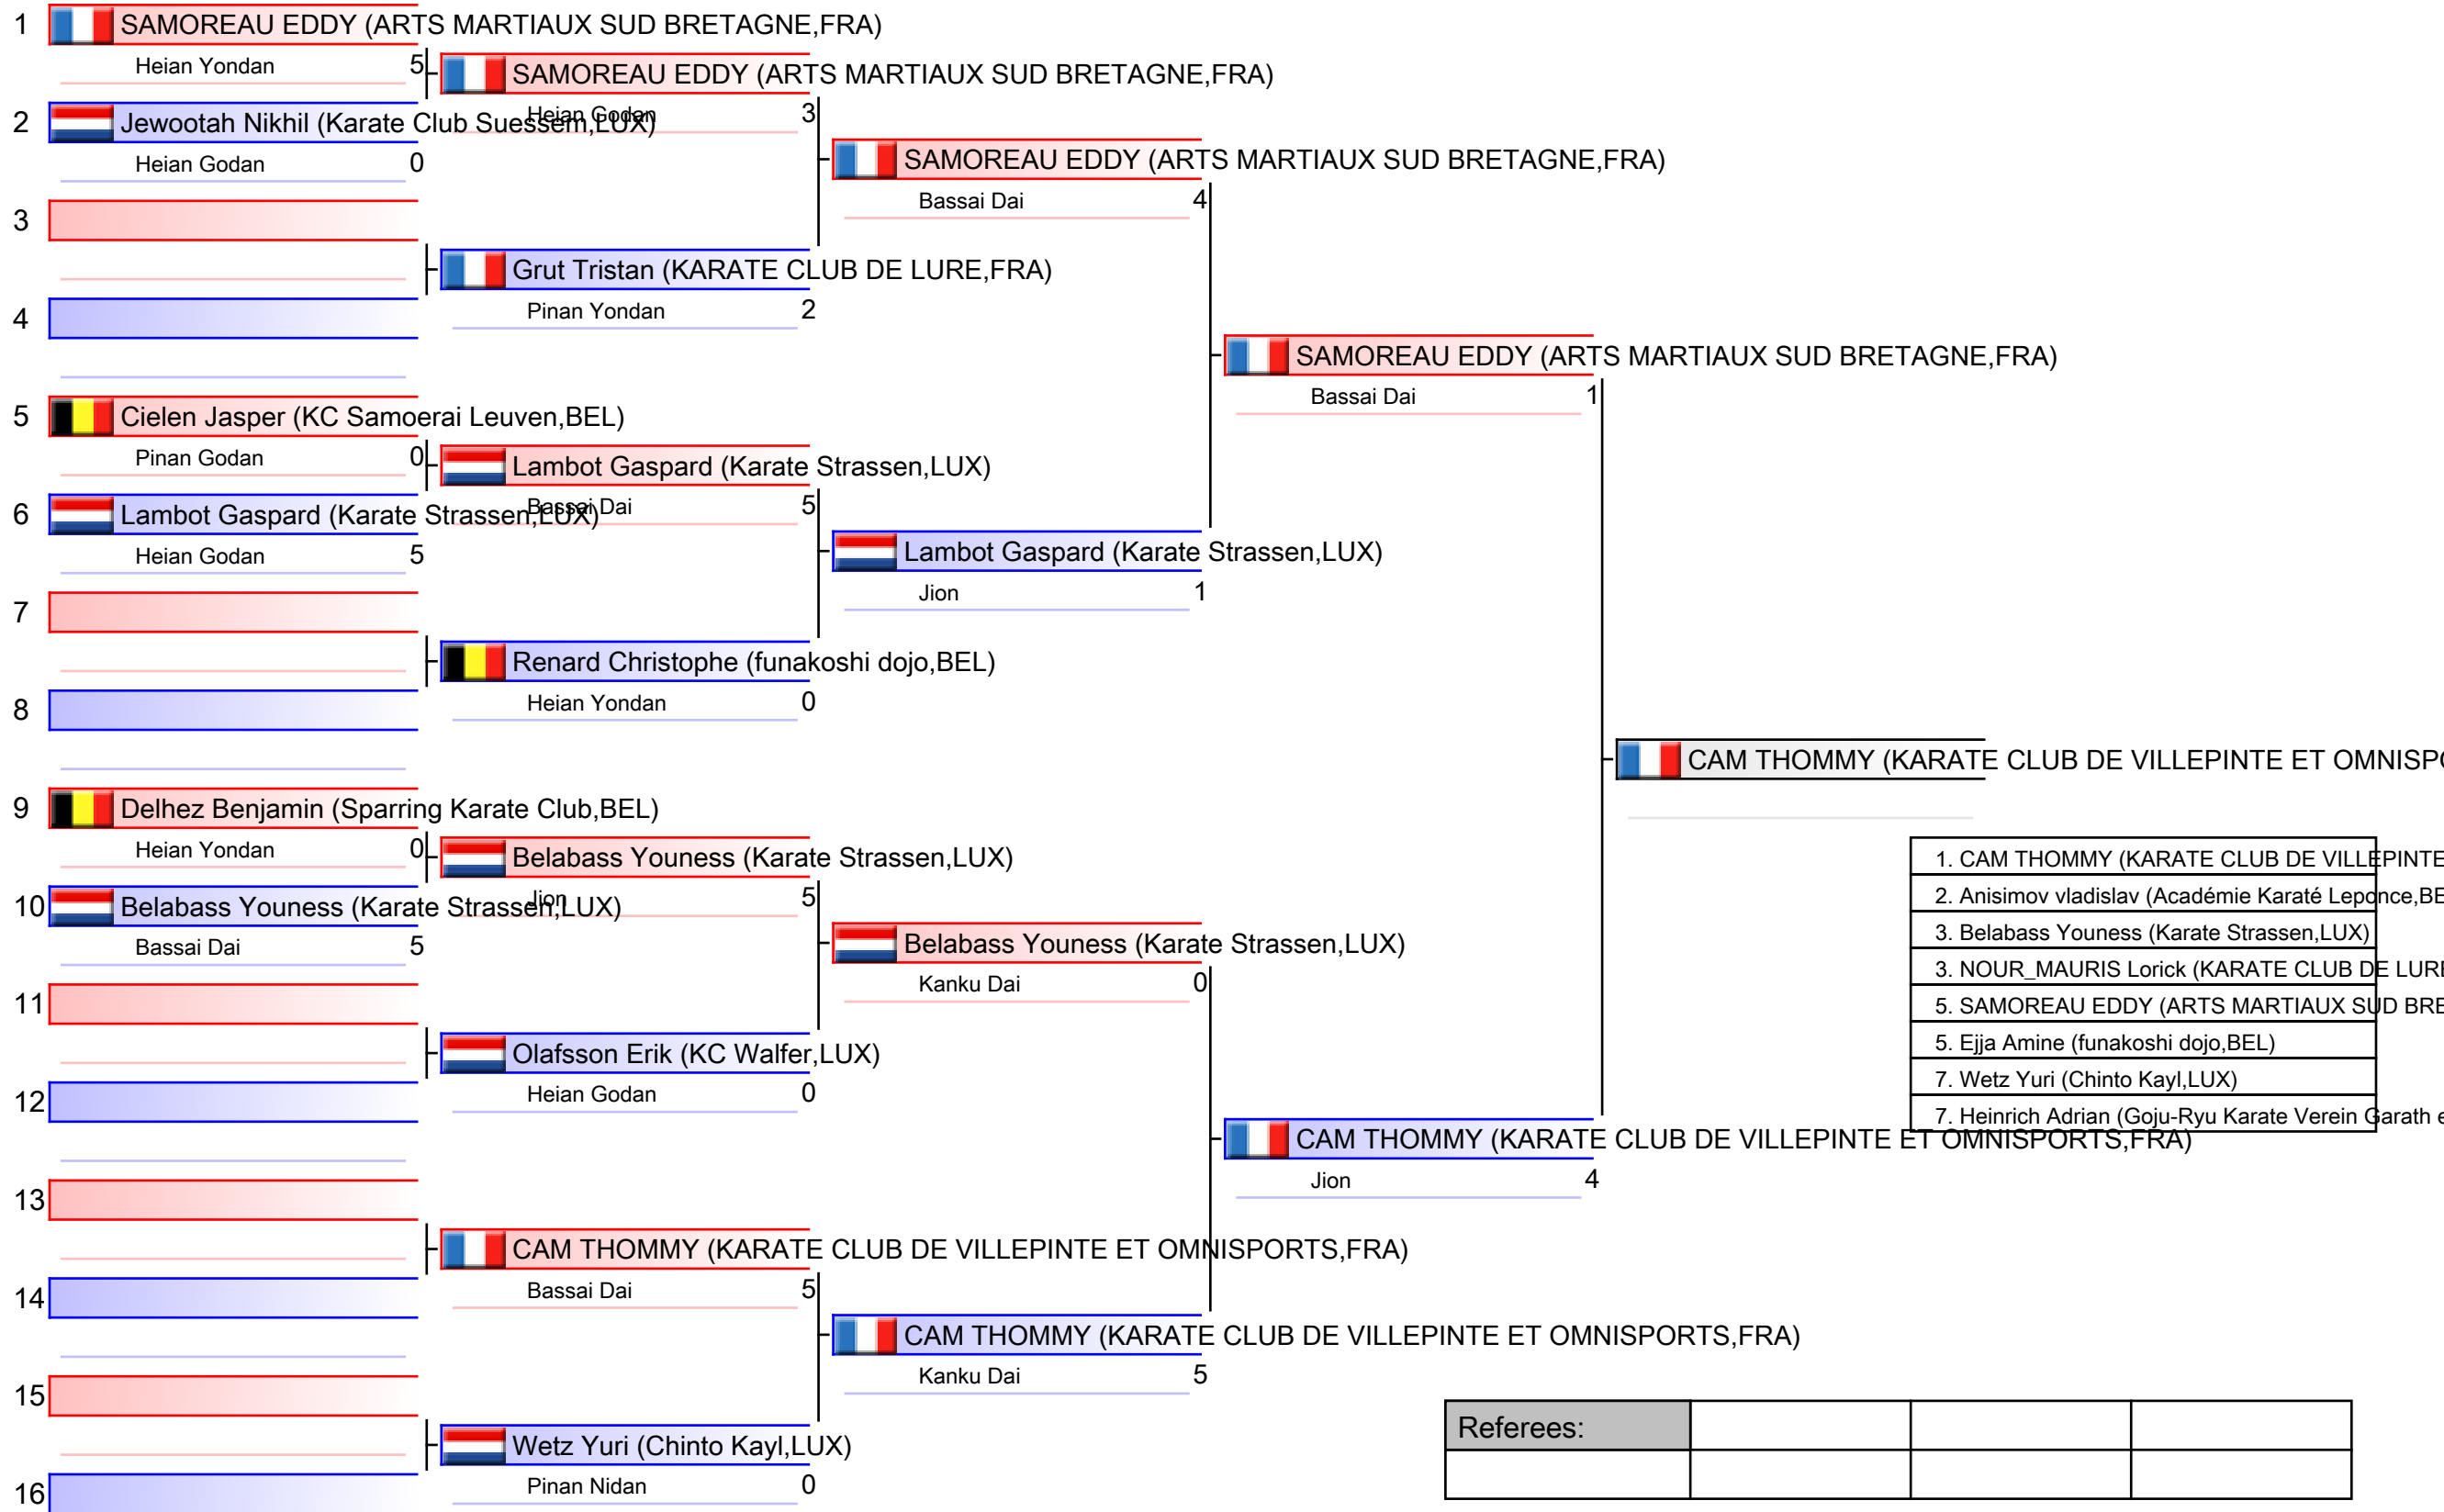 1 SAMOREAU EDDY (ARTS MARTIAUX SUD BRETAGNE,FRA)
Heian Yondan 5
2 Jewootah Nikhil (Karate Club Suessem,LUX)
Heian Godan 0
3
4
5 Cielen Jasper (KC Samoerai Leuven,BEL)
Pinan Godan 0
6 Lambot Gaspard (Karate Strassen,LUX)
Heian Godan 5
7
8
9 Delhez Benjamin (Sparring Karate Club,BEL)
Heian Yondan 0
10 Belabass Youness (Karate Strassen,LUX)
Bassai Dai 5
11
12
13
14
15
16
SAMOREAU EDDY (ARTS MARTIAUX SUD BRETAGNE,FRA)
Heian Godan 3
Grut Tristan (KARATE CLUB DE LURE,FRA)
Pinan Yondan 2
Lambot Gaspard (Karate Strassen,LUX)
Bassai Dai 5
Renard Christophe (funakoshi dojo,BEL)
Heian Yondan 0
Belabass Youness (Karate Strassen,LUX)
Jion 5
Olafsson Erik (KC Walfer,LUX)
Heian Godan 0
CAM THOMMY (KARATE CLUB DE VILLEPINTE ET OMNISPORTS,FRA)
Bassai Dai 5
Wetz Yuri (Chinto Kayl,LUX)
Pinan Nidan 0
SAMOREAU EDDY (ARTS MARTIAUX SUD BRETAGNE,FRA)
Bassai Dai 4
Lambot Gaspard (Karate Strassen,LUX)
Jion 1
Belabass Youness (Karate Strassen,LUX)
Kanku Dai 0
CAM THOMMY (KARATE CLUB DE VILLEPINTE ET OMNISPORTS,FRA)
Kanku Dai 5
SAMOREAU EDDY (ARTS MARTIAUX SUD BRETAGNE,FRA)
Bassai Dai 1
CAM THOMMY (KARATE CLUB DE VILLEPINTE ET OMNISPORTS,FRA)
Jion 4
CAM THOMMY (KARATE CLUB DE VILLEPINTE ET OMNISP
1. CAM THOMMY (KARATE CLUB DE VILLEPINTE
2. Anisimov vladislav (Académie Karaté Leponce,BE
3. Belabass Youness (Karate Strassen,LUX)
3. NOUR_MAURIS Lorick (KARATE CLUB DE LURE
5. SAMOREAU EDDY (ARTS MARTIAUX SUD BRE
5. Ejja Amine (funakoshi dojo,BEL)
7. Wetz Yuri (Chinto Kayl,LUX)
7. Heinrich Adrian (Goju-Ryu Karate Verein Garath e
Referees: